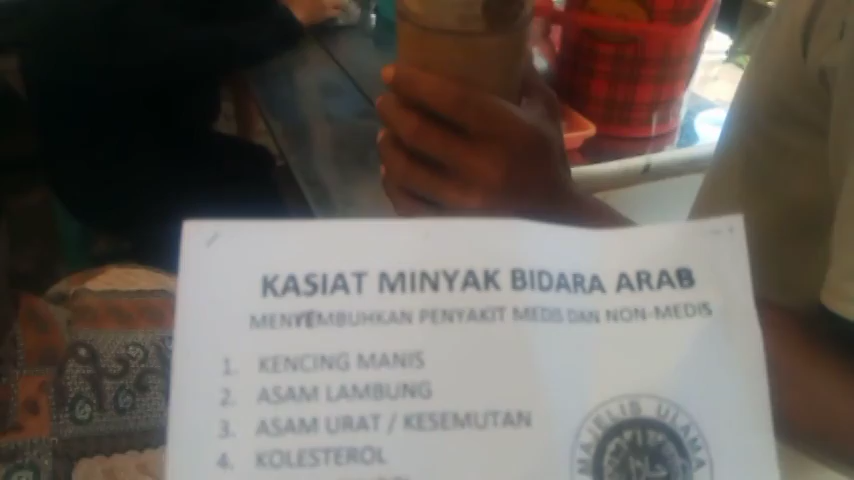 KASIAT MINYAK BIDARA ARAB
MENYEMBUHKAN PENYAKIT MEDIS DAN NON-MEDIS
1. KENCING MANIS
2. ASAM LAMBUNG
3. ASAM URAT / KESEMUTAN
4. KOLESTEROL
MAJELIS ULAMA
حلال